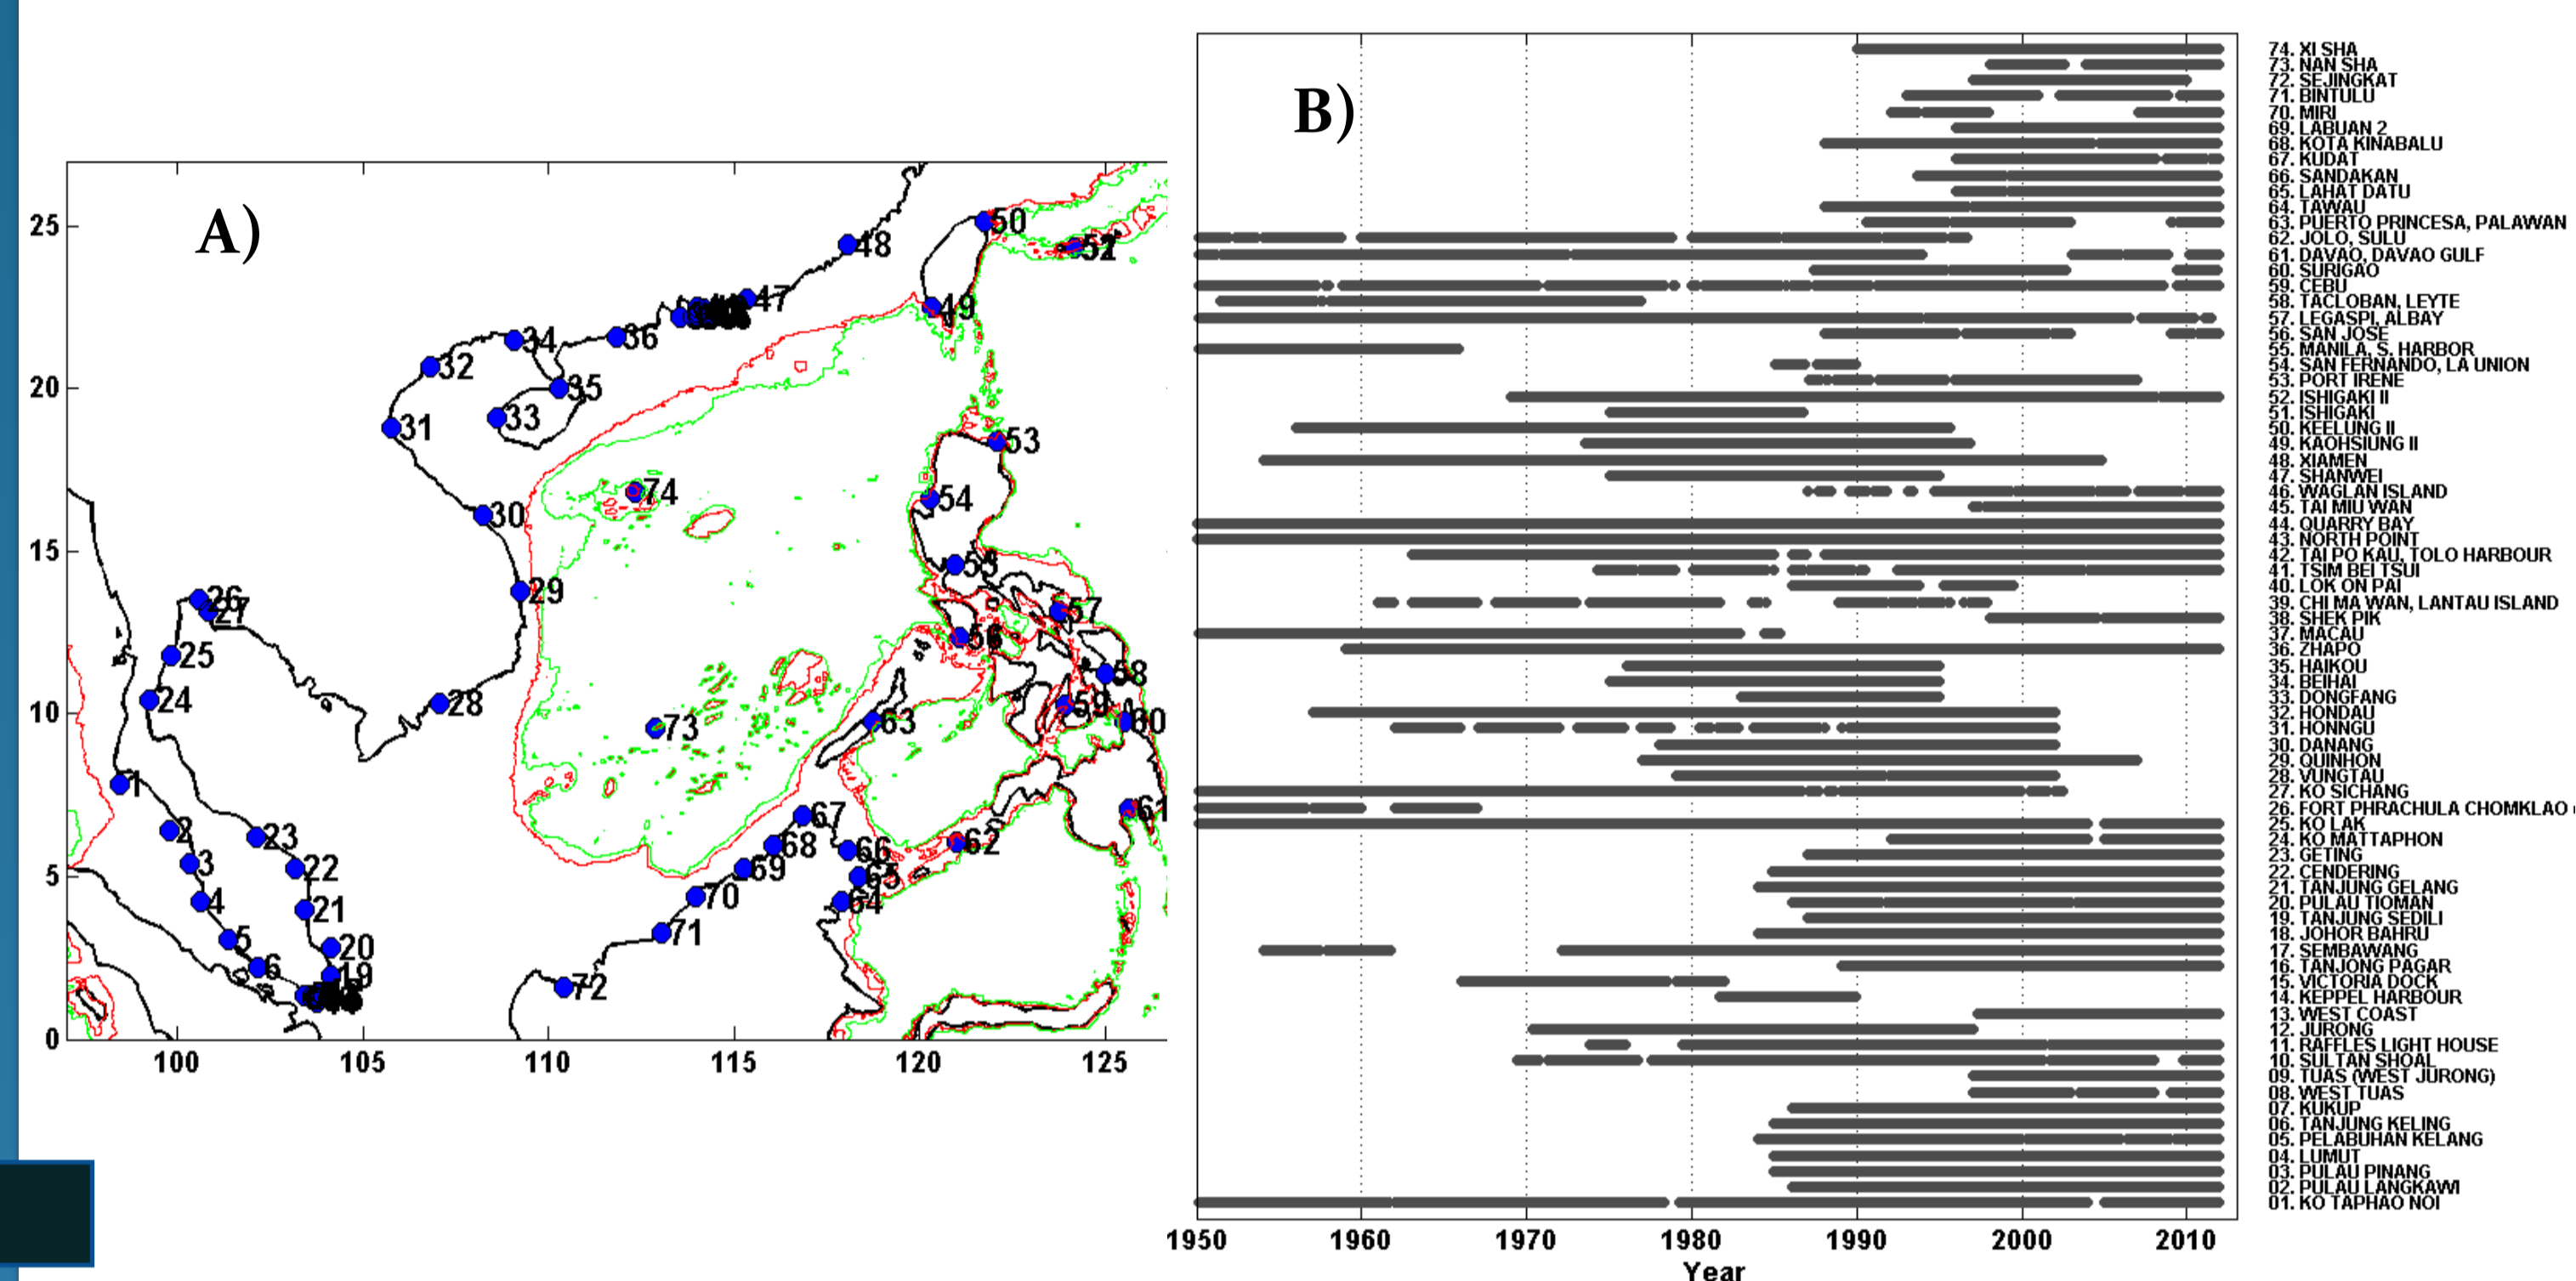 A)
B)
25
20
15
10
5
0
100
105
110
115
120
125
50
48
52
47
49
36
34
32
35
33
31
53
74
54
30
55
29
57
26
27
56
25
58
24
28
59
73
63
60
1
67
61
2
23
68
62
3
22
66
69
65
4
70
64
21
5
71
20
6
19
72
74. XI SHA
73. NAN SHA
72. SEJINGKAT
71. BINTULU
70. MIRI
69. LABUAN 2
68. KOTA KINABALU
67. KUDAT
66. SANDAKAN
65. LAHAT DATU
64. TAWAU
63. PUERTO PRINCESA, PALAWAN
62. JOLO, SULU
61. DAVAO, DAVAO GULF
60. SURIGAO
59. CEBU
58. TACLOBAN, LEYTE
57. LEGASPI, ALBAY
56. SAN JOSE
55. MANILA, S. HARBOR
54. SAN FERNANDO, LA UNION
53. PORT IRENE
52. ISHIGAKI II
51. ISHIGAKI
50. KEELUNG II
49. KAOHSIUNG II
48. XIAMEN
47. SHANWEI
46. WAGLAN ISLAND
45. TAI MIU WAN
44. QUARRY BAY
43. NORTH POINT
42. TAI PO KAU, TOLO HARBOUR
41. TSIM BEI TSUI
40. LOK ON PAI
39. CHI MA WAN, LANTAU ISLAND
38. SHEK PIK
37. MACAU
36. ZHAPO
35. HAIKOU
34. BEIHAI
33. DONGFANG
32. HONDAU
31. HONNGU
30. DANANG
29. QUINHON
28. VUNGTAU
27. KO SICHANG
26. FORT PHRACHULA CHOMKLAO
25. KO LAK
24. KO MATTAPHON
23. GETING
22. CENDERING
21. TANJUNG GELANG
20. PULAU TIOMAN
19. TANJUNG SEDILI
18. JOHOR BAHRU
17. SEMBAWANG
16. TANJONG PAGAR
15. VICTORIA DOCK
14. KEPPEL HARBOUR
13. WEST COAST
12. JURONG
11. RAFFLES LIGHT HOUSE
10. SULTAN SHOAL
09. TUAS (WEST JURONG)
08. WEST TUAS
07. KUKUP
06. TANJUNG KELING
05. PELABUHAN KELANG
04. LUMUT
03. PULAU PINANG
02. PULAU LANGKAWI
01. KO TAPHAO NOI
1950
1960
1970
1980
1990
2000
2010
Year